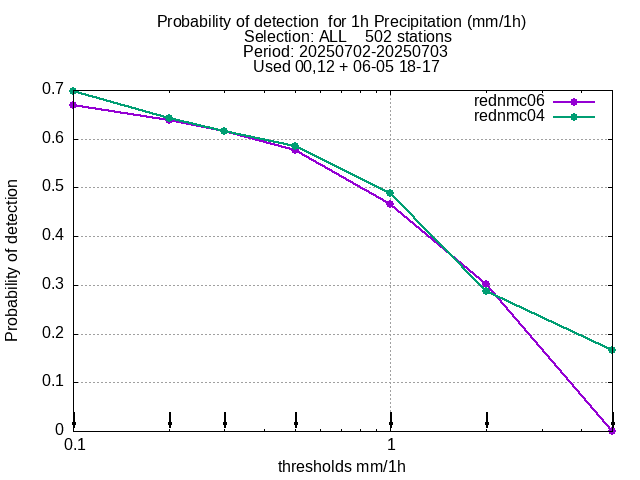 Probability of detection  for 1h Precipitation (mm/1h)
Selection: ALL    502 stations
Period: 20250702-20250703
Used 00,12 + 06-05 18-17
rednmc06
rednmc04
0.7
0.6
0.5
0.4
0.3
0.2
0.1
0
Probability of detection
0.1
1
thresholds mm/1h